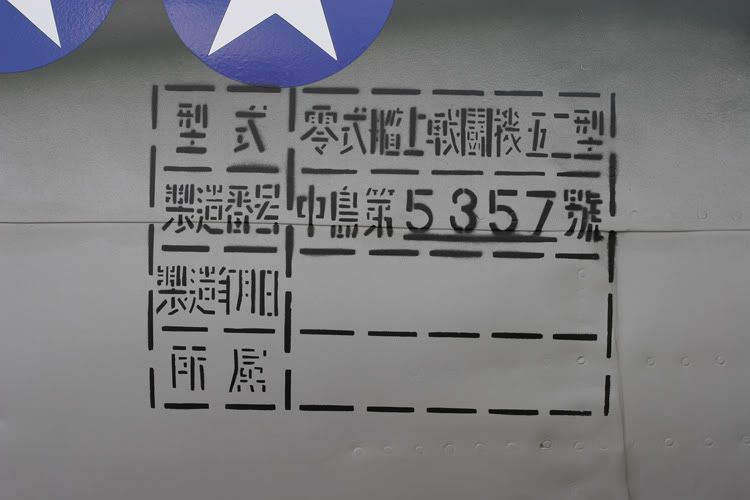 型式 零式艦上戦闘機五二型
製造番号 中島第5357號
製造年月日
所属